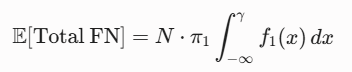 𝔼[Total FN] = N · π₁ ∫_{-∞}^{γ} f₁(x) dx